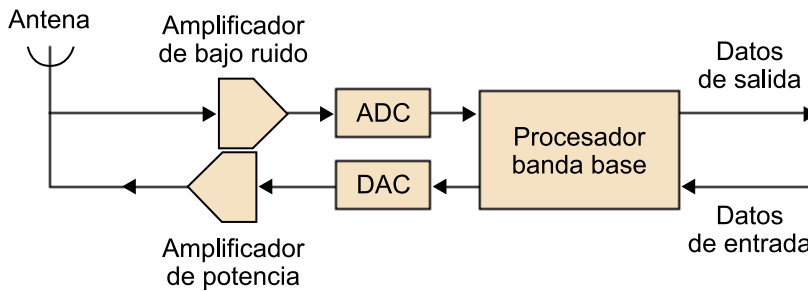 Antena
Amplificador
de bajo ruido
ADC
Procesador
banda base
Datos
de salida
DAC
Datos
de entrada
Amplificador
de potencia